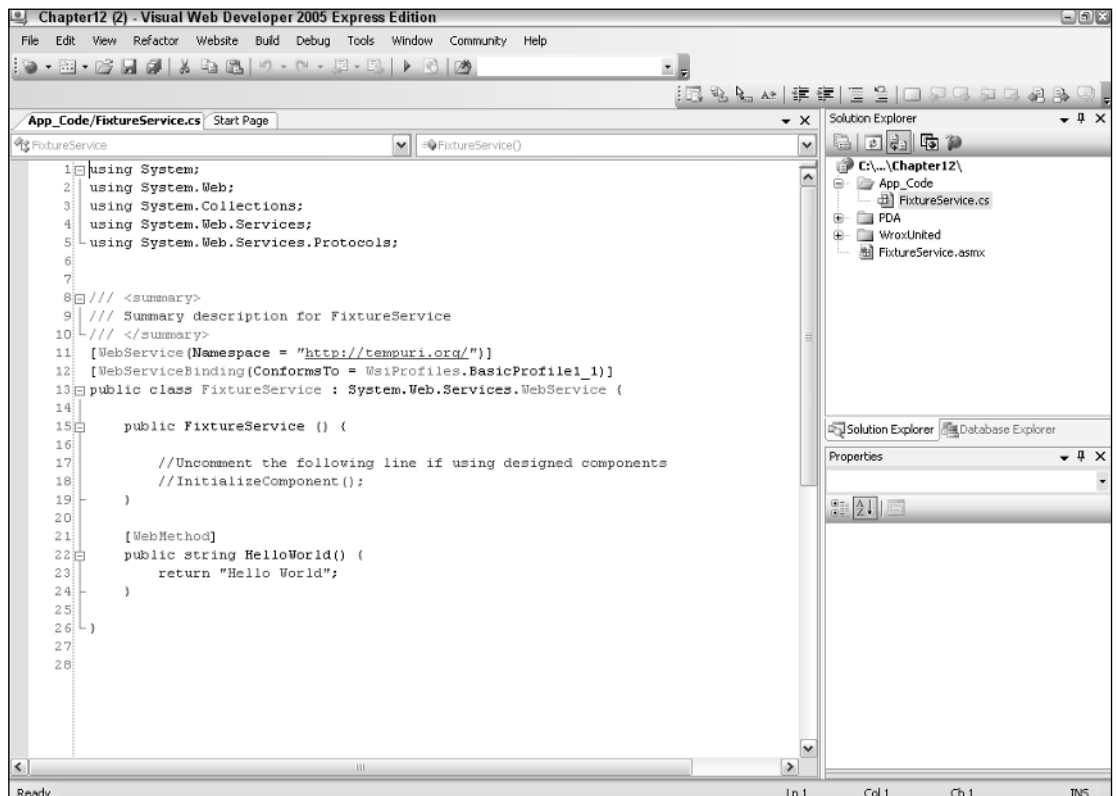 Chapter12 (2) - Visual Web Developer 2005 Express Edition
File Edit View Refactor Website Build Debug Tools Window Community Help
App_Code/FixtureService.cs Start Page
FixtureService FixtureService()
1 using System;
2 using System.Web;
3 using System.Collections;
4 using System.Web.Services;
5 using System.Web.Services.Protocols;
6
7
8 /// <summary>
9 /// Summary description for FixtureService
10 /// </summary>
11 [WebService(Namespace = "http://tempuri.org/")]
12 [WebServiceBinding(ConformsTo = WsiProfiles.BasicProfile1_1)]
13 public class FixtureService : System.Web.Services.WebService {
14
15 public FixtureService () {
16
17 //Uncomment the following line if using designed components
18 //InitializeComponent();
19 }
20
21 [WebMethod]
22 public string HelloWorld() {
23 return "Hello World";
24 }
25
26 }
27
28
Solution Explorer
C:\...\Chapter12\
App_Code
FixtureService.cs
PDA
WroxUnited
FixtureService.asmx
Solution Explorer Database Explorer
Properties
Ready Ln 1 Col 1 Ch 1 INS